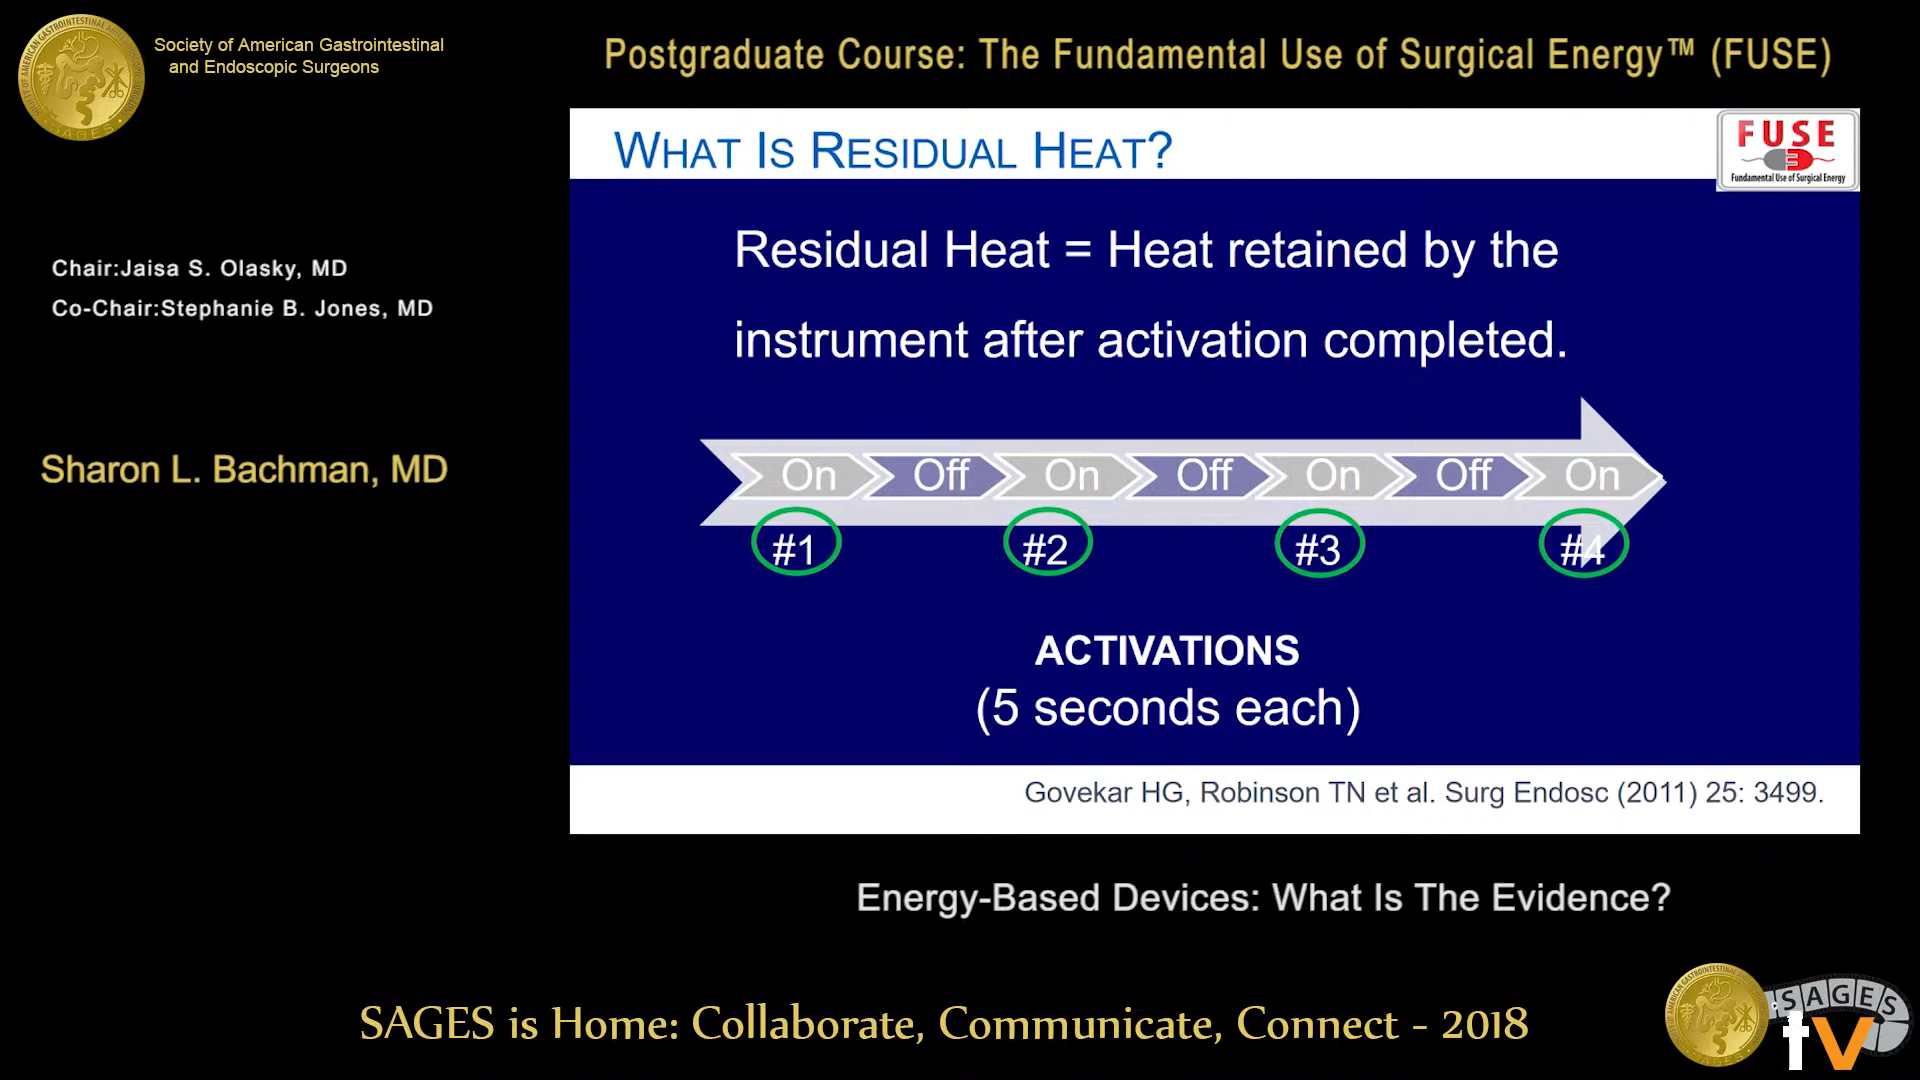 Society of American Gastrointestinal
and Endoscopic Surgeons
Postgraduate Course: The Fundamental Use of Surgical Energy™ (FUSE)
WHAT IS RESIDUAL HEAT?
FUSE
Fundamental Use of Surgical Energy
Chair:Jaisa S. Olasky, MD
Co-Chair:Stephanie B. Jones, MD
Sharon L. Bachman, MD
Residual Heat = Heat retained by the
instrument after activation completed.
On Off On Off On Off On
#1 #2 #3 #4
ACTIVATIONS
(5 seconds each)
Govekar HG, Robinson TN et al. Surg Endosc (2011) 25: 3499.
Energy-Based Devices: What Is The Evidence?
SAGES is Home: Collaborate, Communicate, Connect - 2018
SAGES
tv